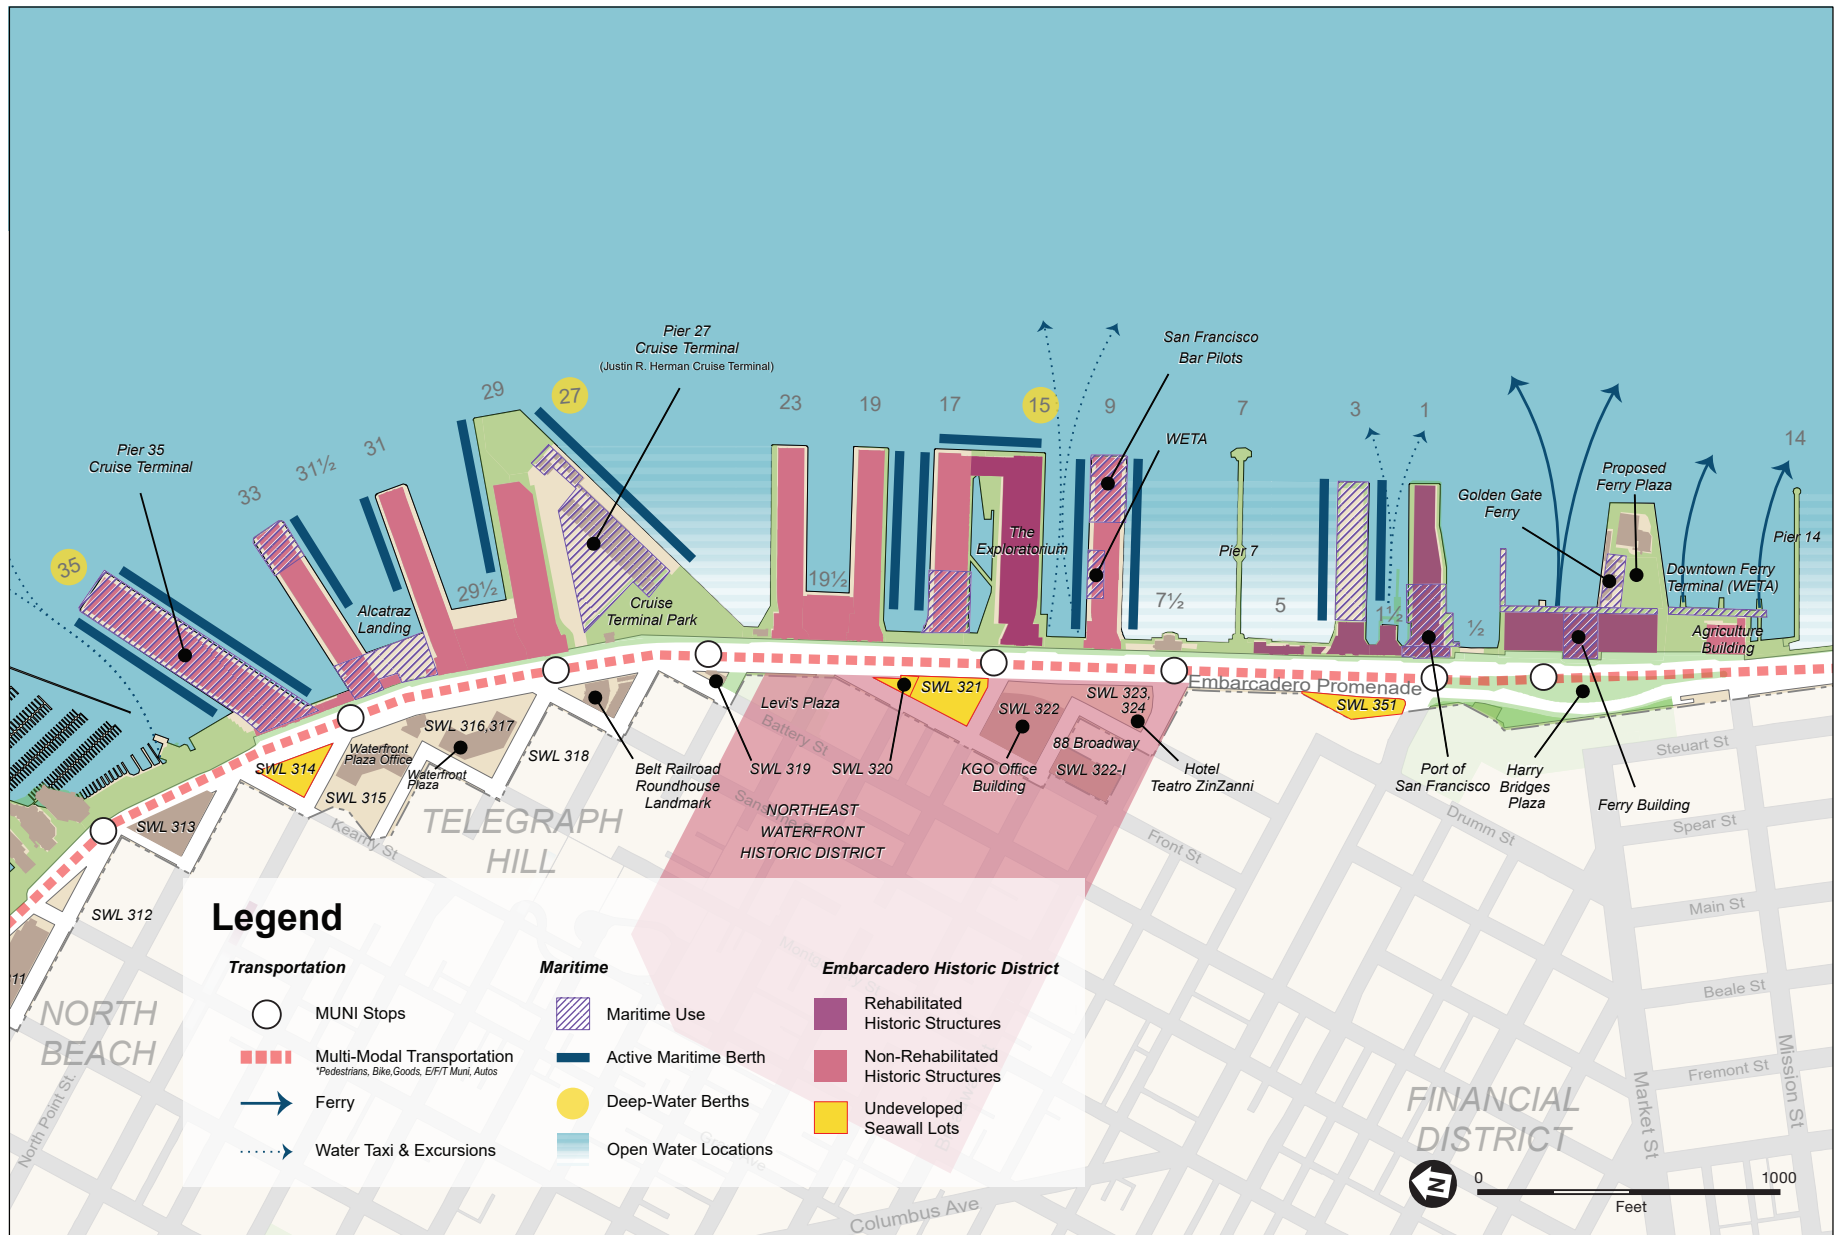 Pier 27
Cruise Terminal
(Justin R. Herman Cruise Terminal)
San Francisco
Bar Pilots
WETA
Pier 35
Cruise Terminal
35
33
31½
31
29
27
29½
23
19
19½
17
15
9
7½
7
5
3
1½
1
½
14
Alcatraz
Landing
Cruise
Terminal Park
The
Exploratorium
Pier 7
Golden Gate
Ferry
Proposed
Ferry Plaza
Downtown Ferry
Terminal (WETA)
Pier 14
Agriculture
Building
Embarcadero Promenade
SWL 314
Waterfront
Plaza Office
SWL 316,317
Waterfront
Plaza
SWL 315
SWL 313
SWL 312
311
SWL 318
Belt Railroad
Roundhouse
Landmark
SWL 319
Levi's Plaza
SWL 320
SWL 321
SWL 322
KGO Office
Building
SWL 323,
324
88 Broadway
SWL 322-I
Hotel
Teatro ZinZanni
SWL 351
Port of
San Francisco
Harry
Bridges
Plaza
Ferry Building
NORTHEAST
WATERFRONT
HISTORIC DISTRICT
TELEGRAPH
HILL
NORTH
BEACH
FINANCIAL
DISTRICT
Kearny St
Battery St
Sansome St
Front St
Drumm St
Steuart St
Spear St
Main St
Beale St
Fremont St
Mission St
Market St
Columbus Ave
North Point St.
Legend
Transportation
MUNI Stops
Multi-Modal Transportation
*Pedestrians, Bike,Goods, E/F/T Muni, Autos
Ferry
Water Taxi & Excursions
Maritime
Maritime Use
Active Maritime Berth
Deep-Water Berths
Open Water Locations
Embarcadero Historic District
Rehabilitated
Historic Structures
Non-Rehabilitated
Historic Structures
Undeveloped
Seawall Lots
N
0
1000
Feet